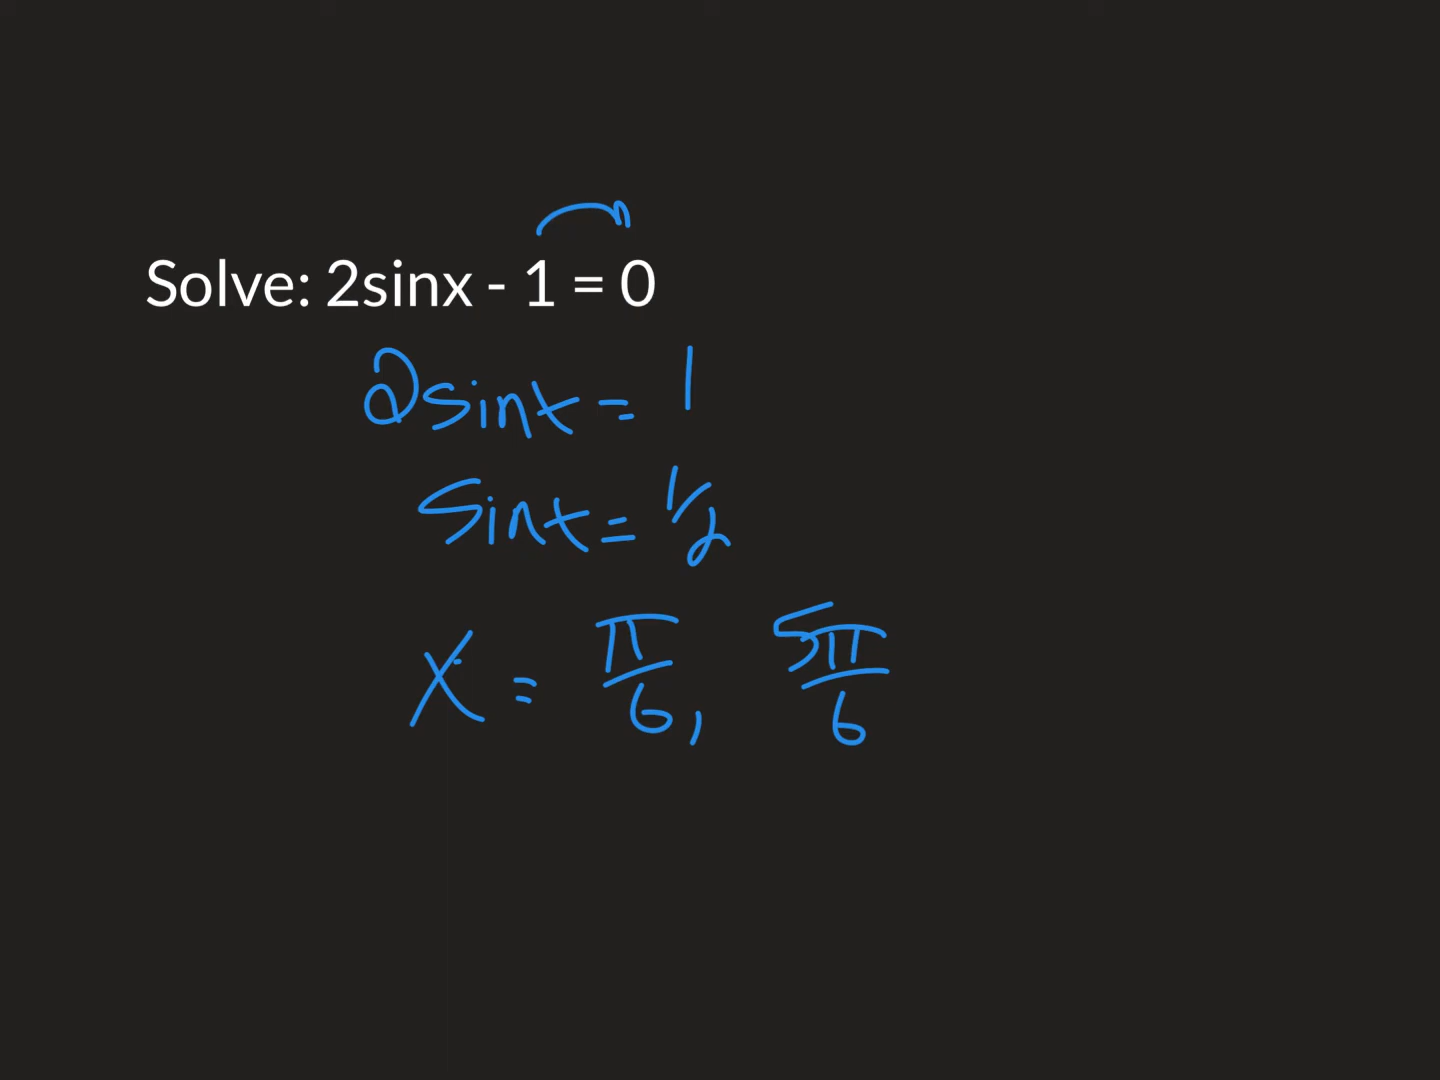 Solve: 2sinx - 1 = 0
2sinx = 1
sinx = 1/2
x = π/6, 5π/6